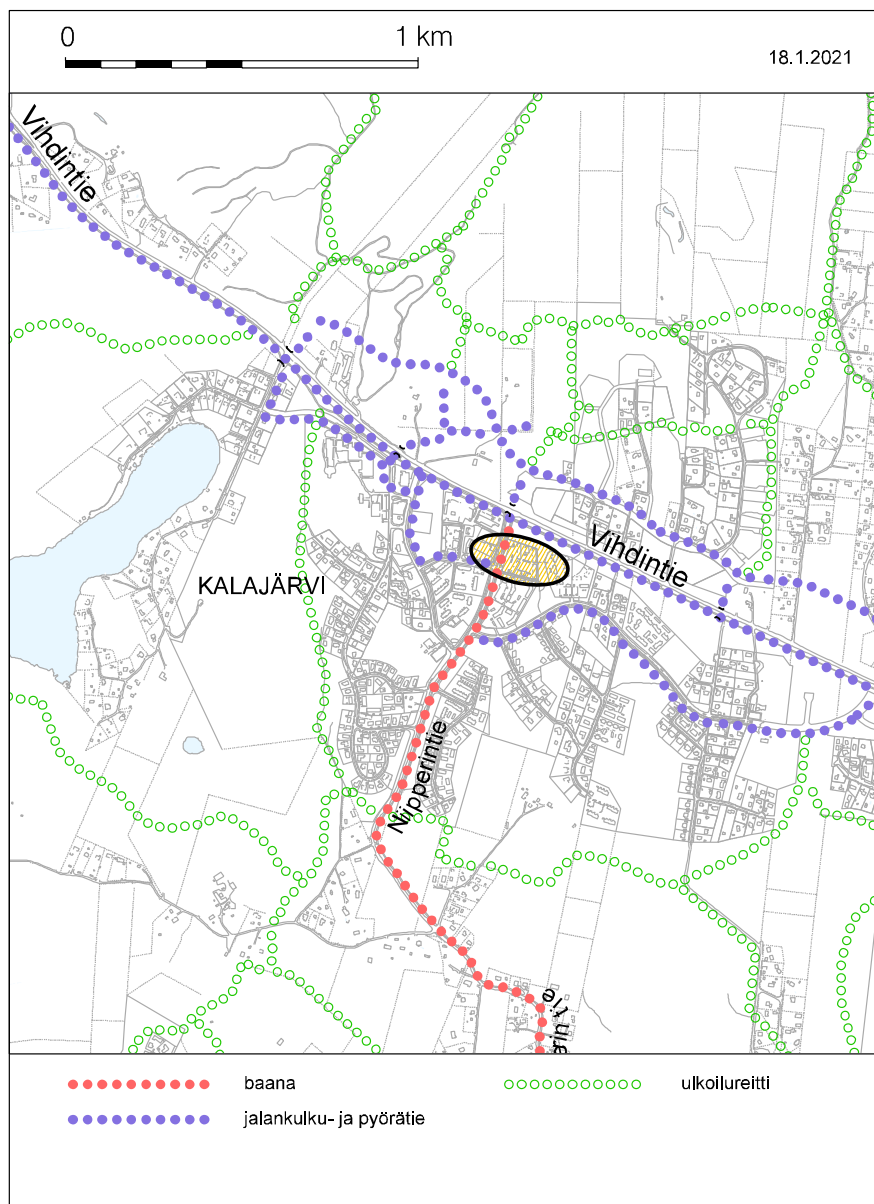 0 1 km
18.1.2021
Vihdintie
Vihdintie
KALAJÄRVI
Niipperintie
baana
ulkoilureitti
jalankulku- ja pyörätie